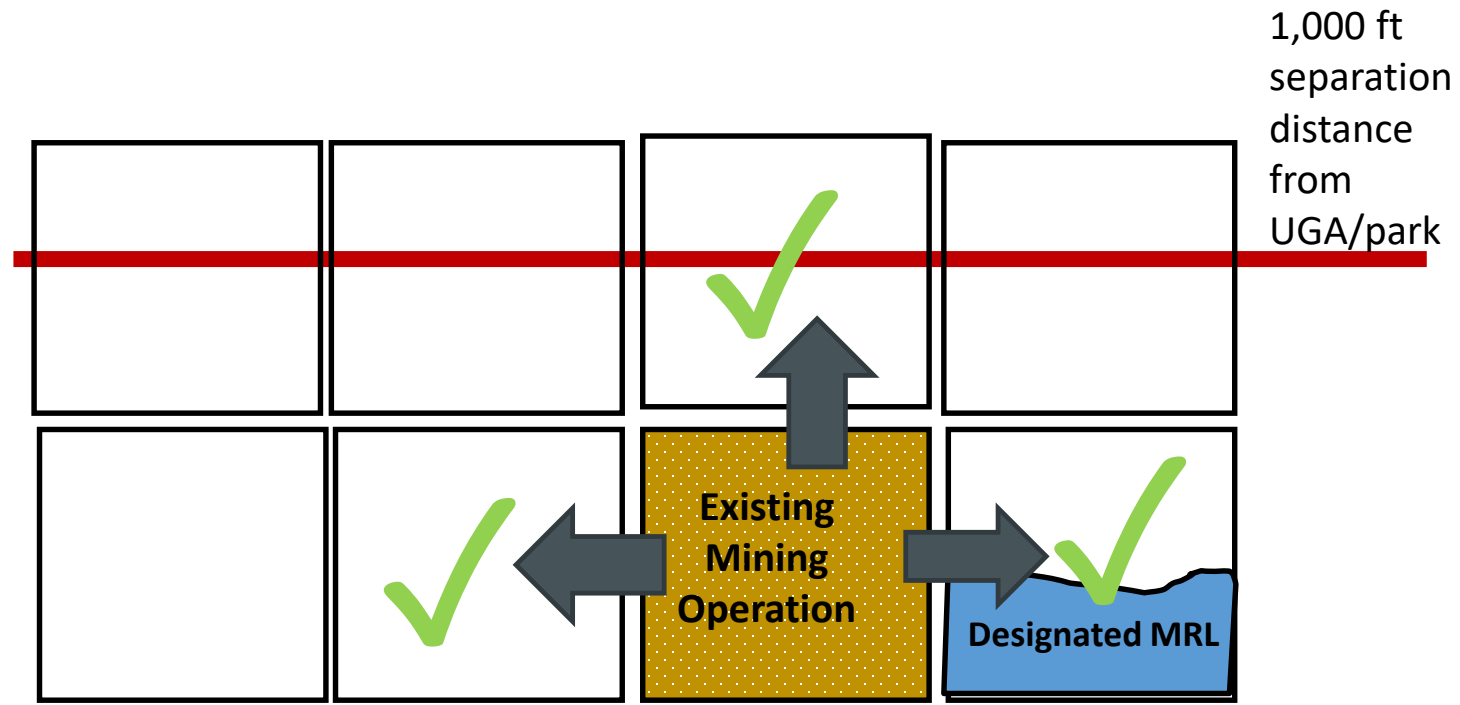 1,000 ft
separation
distance
from
UGA/park
Existing
Mining
Operation
Designated MRL